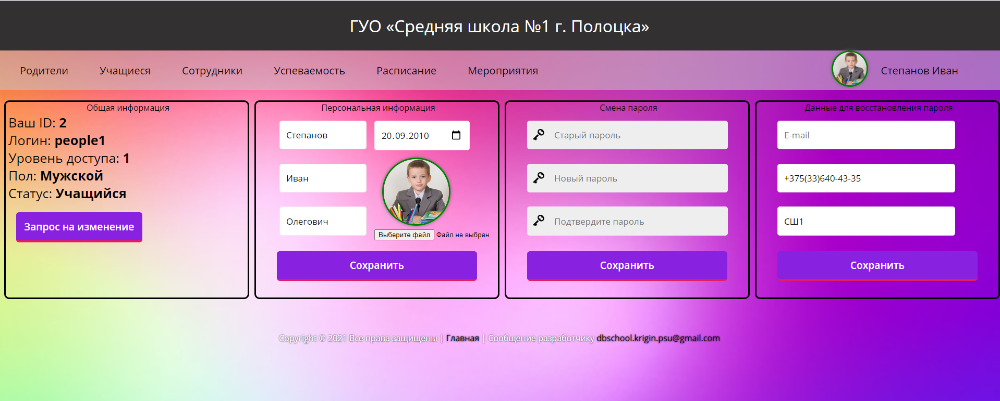 ГУО «Средняя школа №1 г. Полоцка»
Родители Учащиеся Сотрудники Успеваемость Расписание Мероприятия Степанов Иван
Общая информация
Ваш ID: 2
Логин: people1
Уровень доступа: 1
Пол: Мужской
Статус: Учащийся
Запрос на изменение
Персональная информация
Степанов 20.09.2010
Иван
Олегович
Выберите файл Файл не выбран
Сохранить
Смена пароля
Старый пароль
Новый пароль
Подтвердите пароль
Сохранить
Данные для восстановления пароля
E-mail
+375(33)640-43-35
СШ1
Сохранить
Copyright © 2021 Все права защищены | Главная | Сообщение разработчику dbschool.krigin.psu@gmail.com